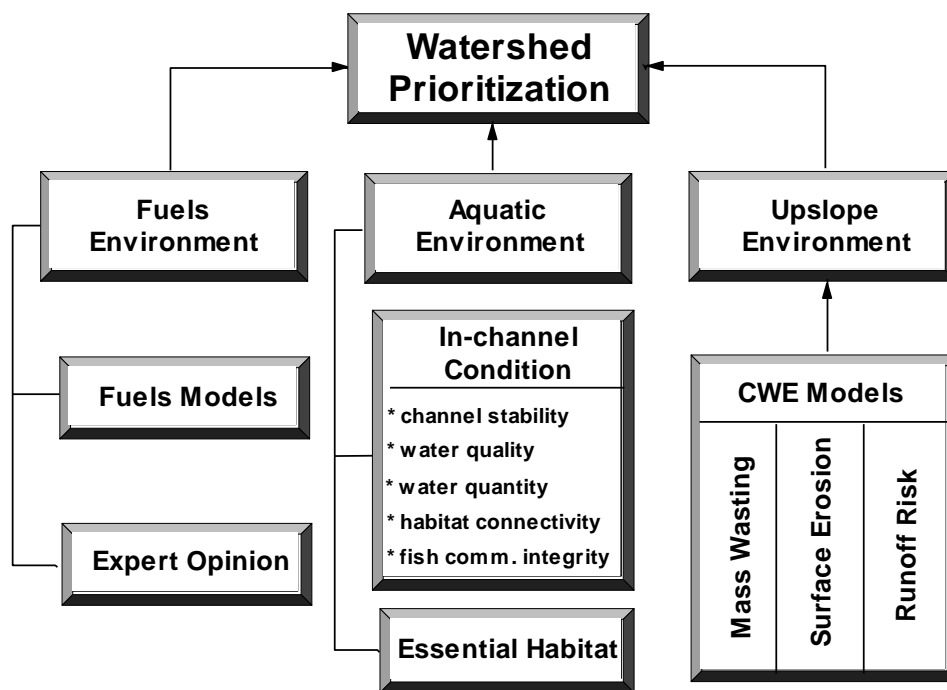 Watershed
Prioritization
Fuels
Environment
Aquatic
Environment
Upslope
Environment
Fuels Models
Expert Opinion
In-channel
Condition
* channel stability
* water quality
* water quantity
* habitat connectivity
* fish comm. integrity
Essential Habitat
CWE Models
Mass Wasting
Surface Erosion
Runoff Risk